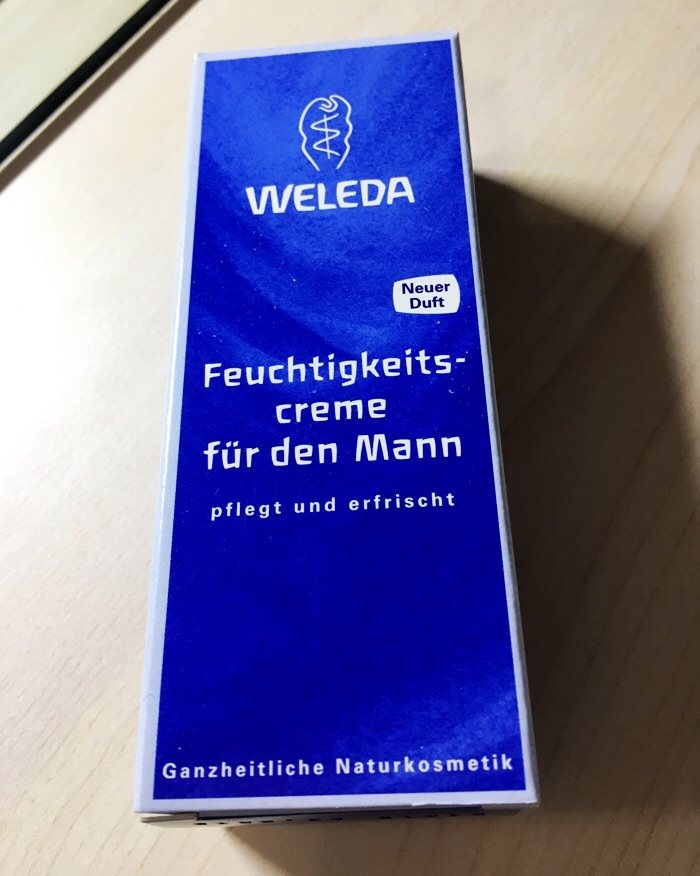 WELEDA
Neuer
Duft
Feuchtigkeits-
creme
für den Mann
pflegt und erfrischt
Ganzheitliche Naturkosmetik